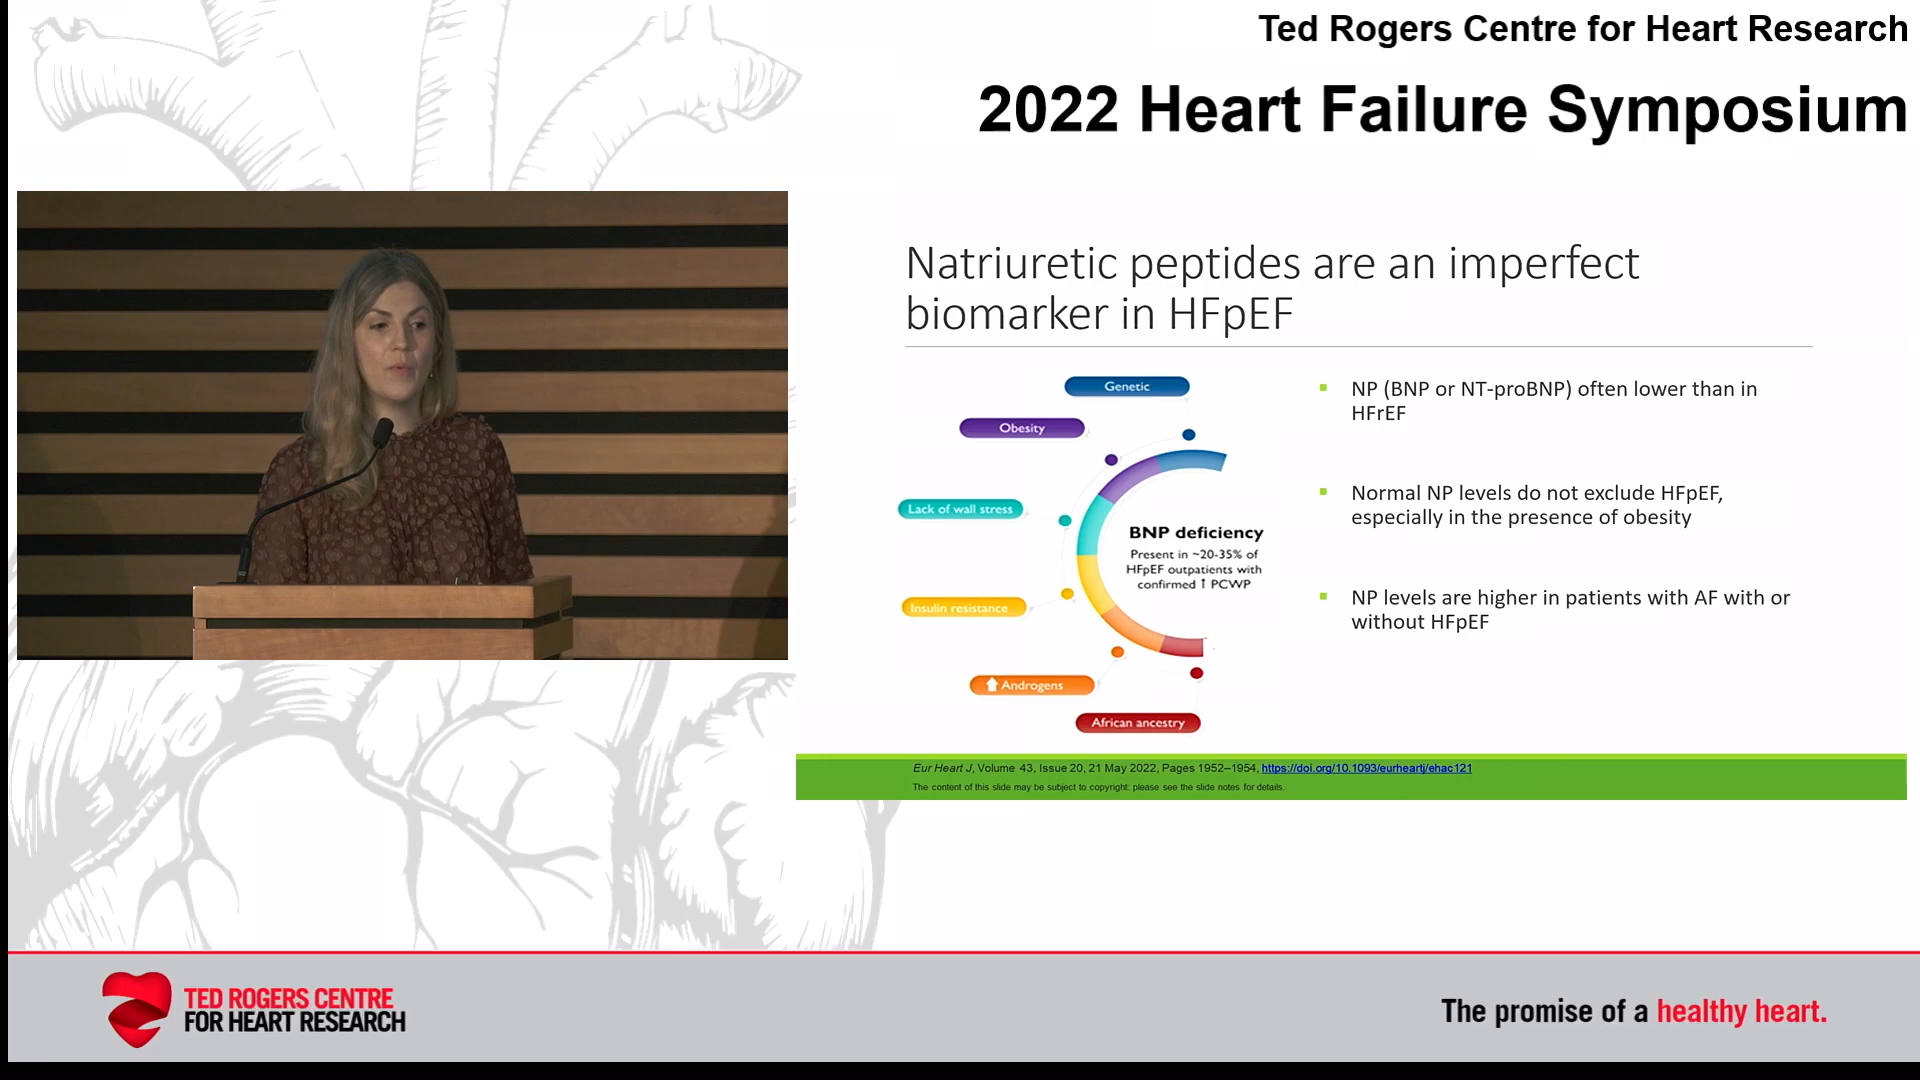 Ted Rogers Centre for Heart Research
2022 Heart Failure Symposium
Natriuretic peptides are an imperfect
biomarker in HFpEF
Genetic
Obesity
Lack of wall stress
Insulin resistance
Androgens
African ancestry
BNP deficiency
Present in ~20-35% of
HFpEF outpatients with
confirmed ↑ PCWP
NP (BNP or NT-proBNP) often lower than in
HFrEF
Normal NP levels do not exclude HFpEF,
especially in the presence of obesity
NP levels are higher in patients with AF with or
without HFpEF
Eur Heart J, Volume 43, Issue 20, 21 May 2022, Pages 1952–1954, https://doi.org/10.1093/eurheartj/ehac121
The content of this slide may be subject to copyright: please see the slide notes for details.
TED ROGERS CENTRE
FOR HEART RESEARCH
The promise of a healthy heart.